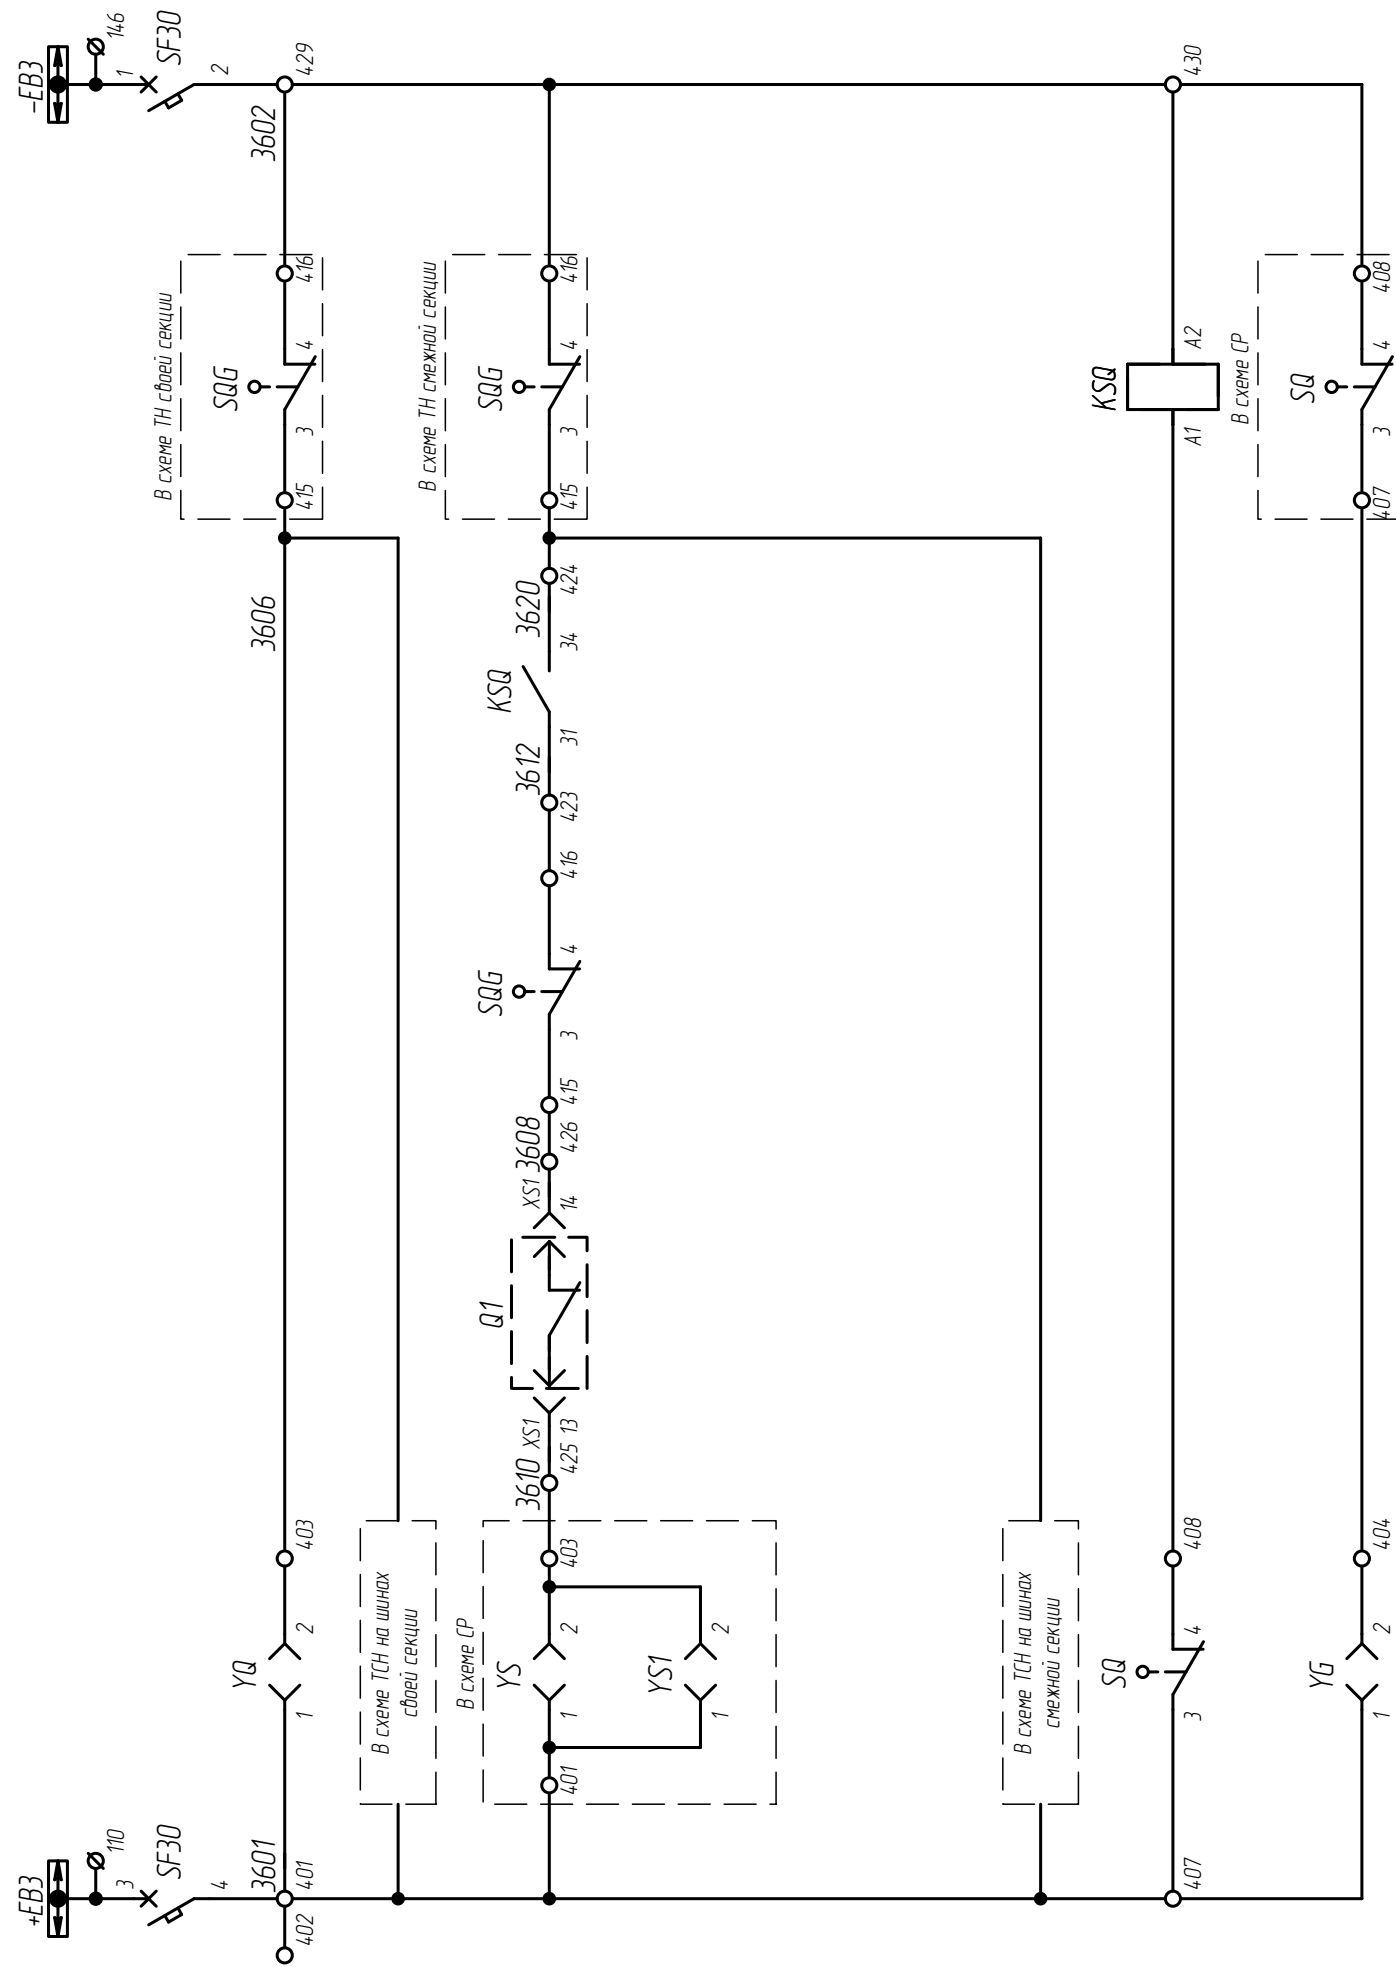 +EB3
110
3
SF30
4
402
3601
401
YQ
1
2
403
3606
В схеме ТН своей секции
415
SQG
3
4
416
3602
429
-EB3
146
1
SF30
2
В схеме ТСН на шинах
своей секции
В схеме СР
401
YS
1
2
403
YS1
1
2
3610
425
XS1
13
Q1
XS1
14
3608
426
415
SQG
3
4
416
423
3612
31
KSQ
34
3620
424
В схеме ТН смежной секции
415
SQG
3
4
416
В схеме ТСН на шинах
смежной секции
407
SQ
3
4
408
KSQ
A1
A2
430
YG
1
2
404
В схеме СР
407
SQ
3
4
408